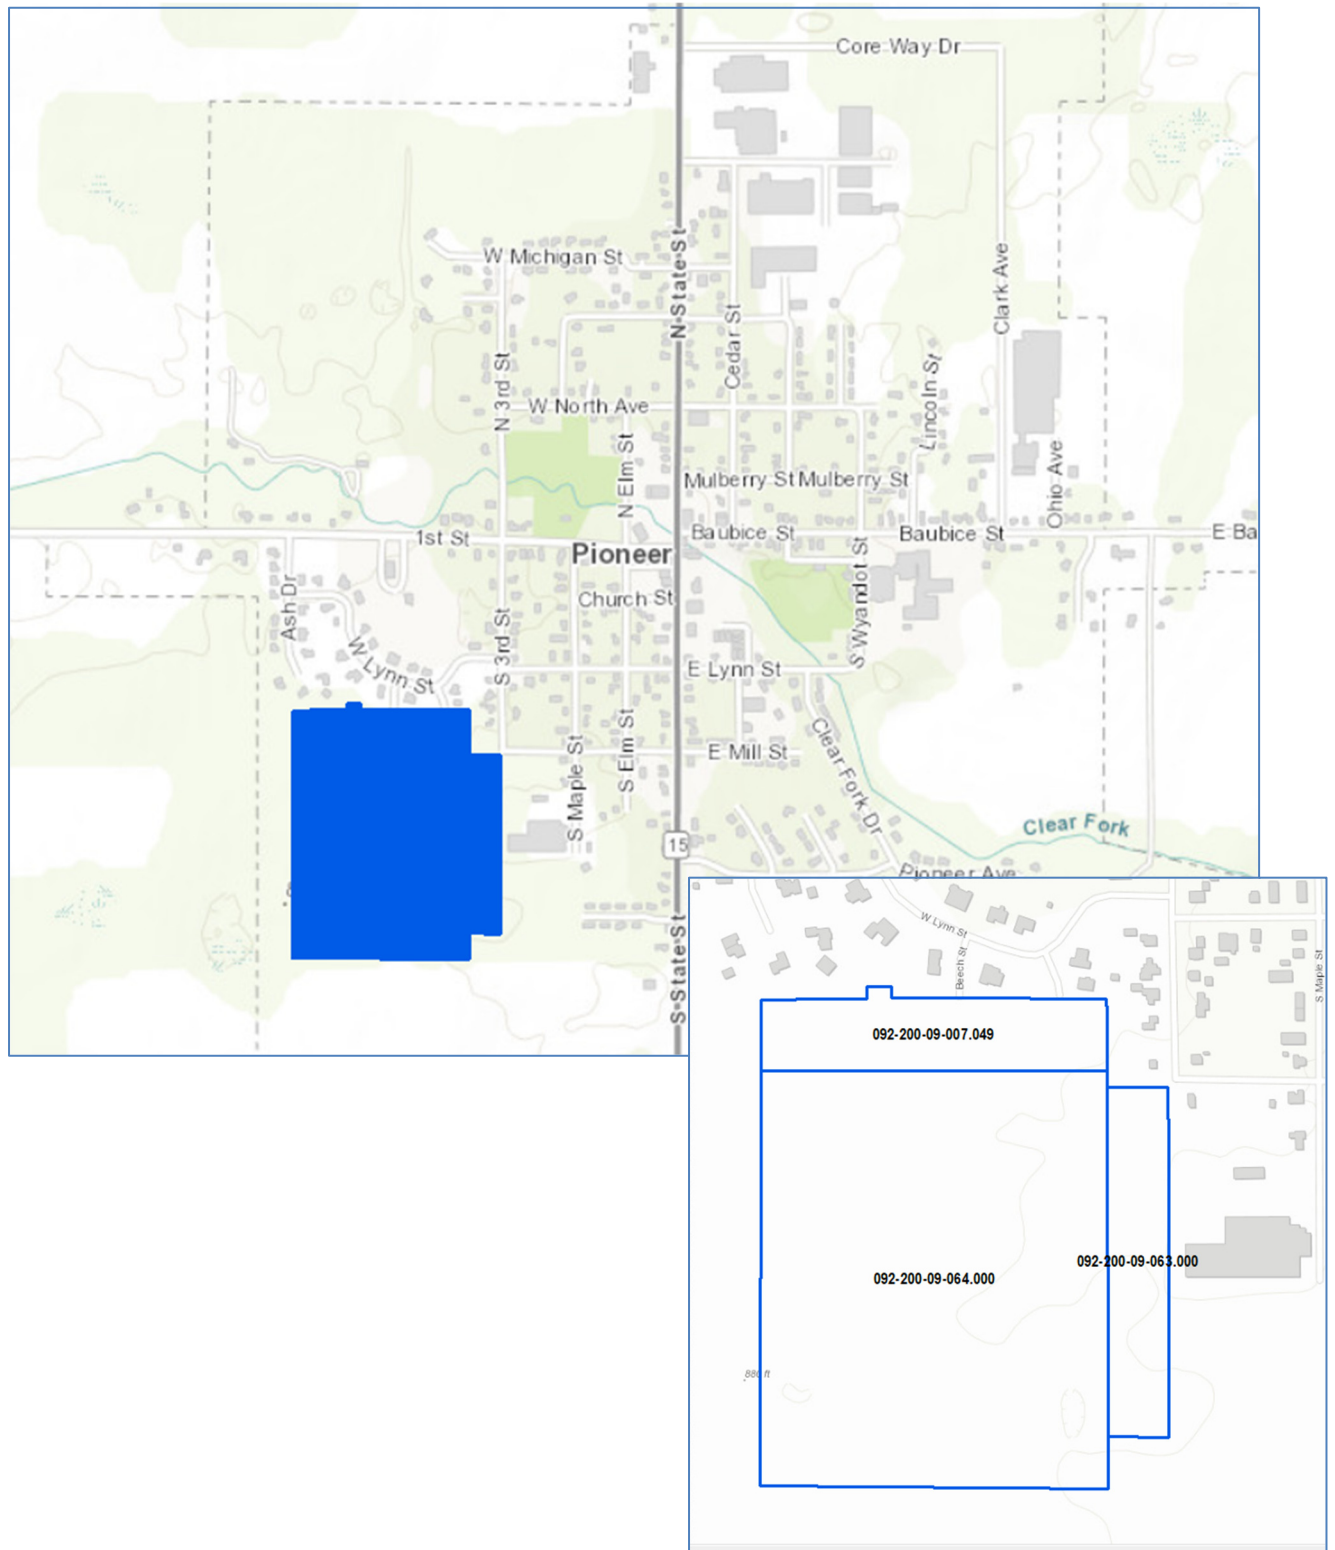 Core Way Dr
W Michigan St
N State St
Clark Ave
Cedar St
N 3rd St
Lincoln St
W North Ave
N Elm St
Mulberry St Mulberry St
Ohio Ave
1st St
Baubice St
Baubice St
E Ba
Pioneer
Ash Dr
Church St
S Wyandot St
S 3rd St
W Lynn St
E Lynn St
S Maple St
S Elm St
E Mill St
Clear Fork Dr
Clear Fork
15
Pioneer Ave
S State St
W Lynn St
Beech St
S Maple St
092-200-09-007.049
092-200-09-063.000
092-200-09-064.000
880 ft